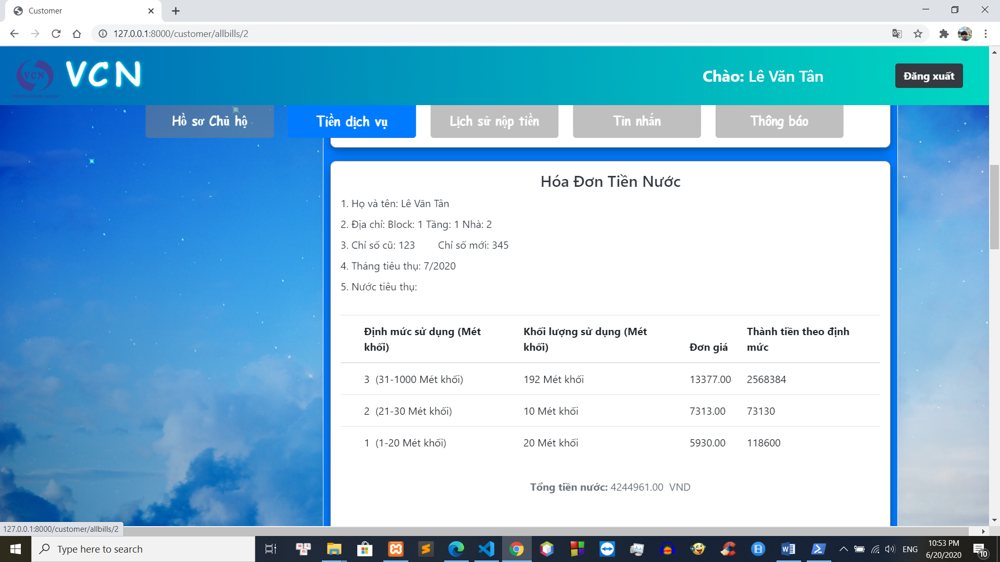 Customer
127.0.0.1:8000/customer/allbills/2
VCN
VCN
Chào: Lê Văn Tân
Đăng xuất
Hồ sơ Chủ hộ
Tiền dịch vụ
Lịch sử nộp tiền
Tin nhắn
Thông báo
Hóa Đơn Tiền Nước
1. Họ và tên: Lê Văn Tân
2. Địa chỉ: Block: 1 Tầng: 1 Nhà: 2
3. Chỉ số cũ: 123 Chỉ số mới: 345
4. Tháng tiêu thụ: 7/2020
5. Nước tiêu thụ:
Định mức sử dụng (Mét khối) Khối lượng sử dụng (Mét khối) Đơn giá Thành tiền theo định mức
3 (31-1000 Mét khối) 192 Mét khối 13377.00 2568384
2 (21-30 Mét khối) 10 Mét khối 7313.00 73130
1 (1-20 Mét khối) 20 Mét khối 5930.00 118600
Tổng tiền nước: 4244961.00 VND
127.0.0.1:8000/customer/allbills/2
Type here to search
ENG
10:53 PM
6/20/2020
10